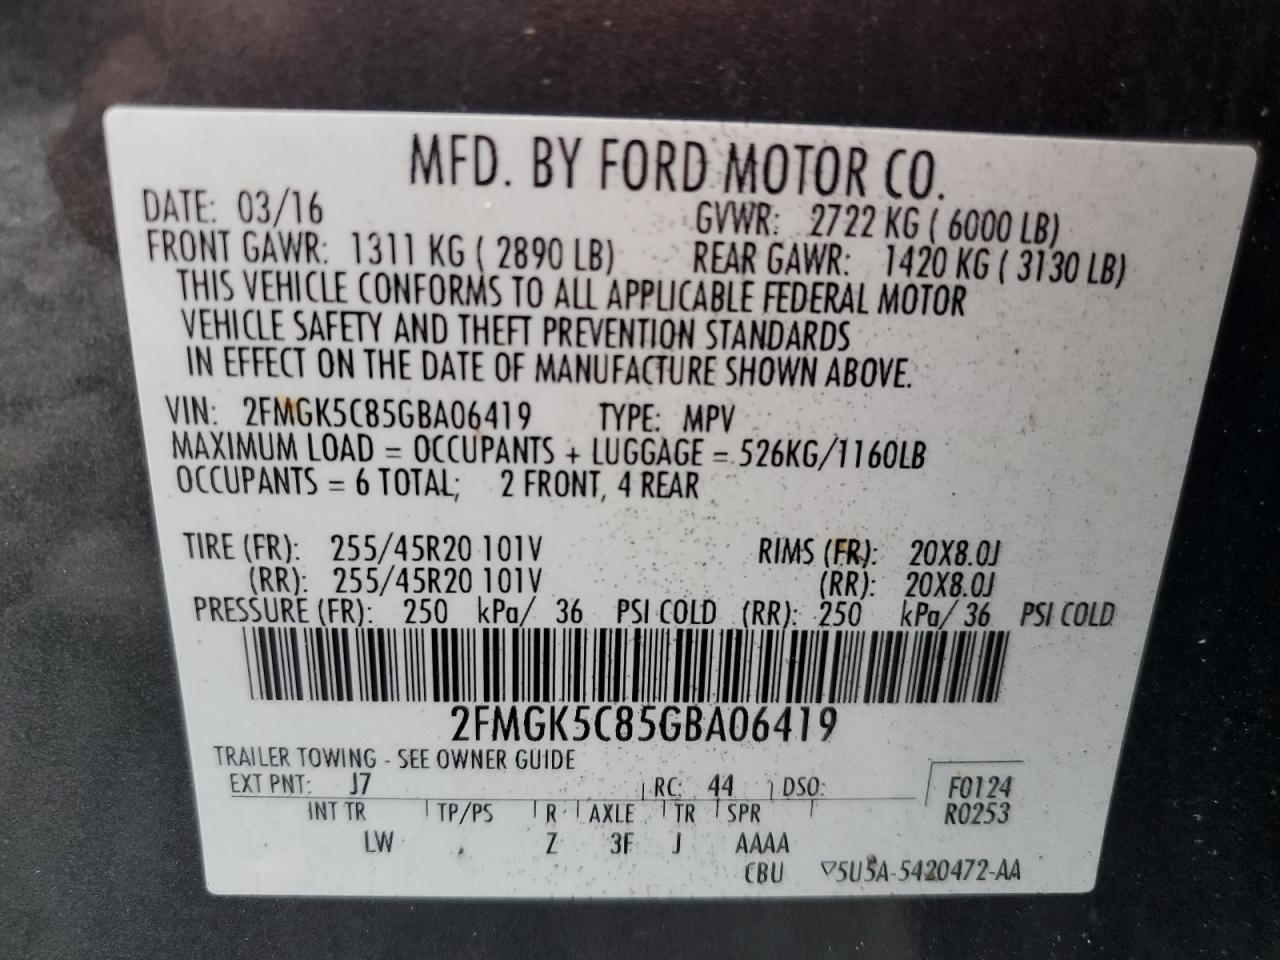 MFD. BY FORD MOTOR CO.
DATE: 03/16 GVWR: 2722 KG ( 6000 LB)
FRONT GAWR: 1311 KG ( 2890 LB) REAR GAWR: 1420 KG ( 3130 LB)
THIS VEHICLE CONFORMS TO ALL APPLICABLE FEDERAL MOTOR
VEHICLE SAFETY AND THEFT PREVENTION STANDARDS
IN EFFECT ON THE DATE OF MANUFACTURE SHOWN ABOVE.
VIN: 2FMGK5C85GBA06419 TYPE: MPV
MAXIMUM LOAD = OCCUPANTS + LUGGAGE = 526KG/1160LB
OCCUPANTS = 6 TOTAL; 2 FRONT, 4 REAR
TIRE (FR): 255/45R20 101V RIMS (FR): 20X8.0J
(RR): 255/45R20 101V (RR): 20X8.0J
PRESSURE (FR): 250 kPa/ 36 PSI COLD (RR): 250 kPa/ 36 PSI COLD
2FMGK5C85GBA06419
TRAILER TOWING - SEE OWNER GUIDE
EXT PNT: J7 RC: 44 DSO: F0124
INT TR TP/PS R AXLE TR SPR R0253
LW Z 3F J AAAA
CBU ▽5U5A-5420472-AA